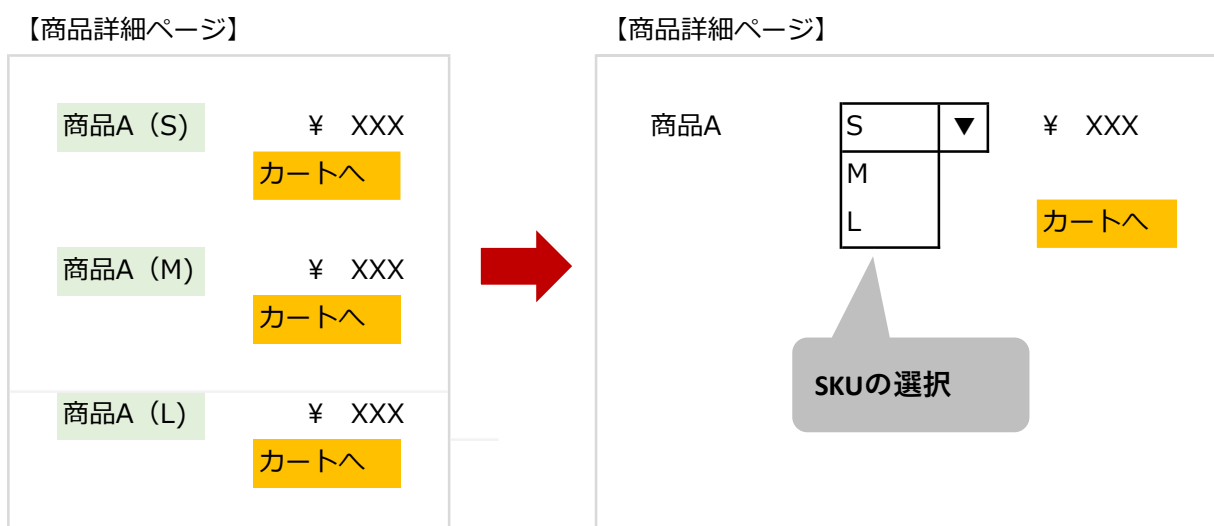 【商品詳細ページ】
商品A（S） ¥ XXX
カートへ
商品A（M） ¥ XXX
カートへ
商品A（L） ¥ XXX
カートへ
【商品詳細ページ】
商品A S ▼ ¥ XXX
M
L
カートへ
SKUの選択